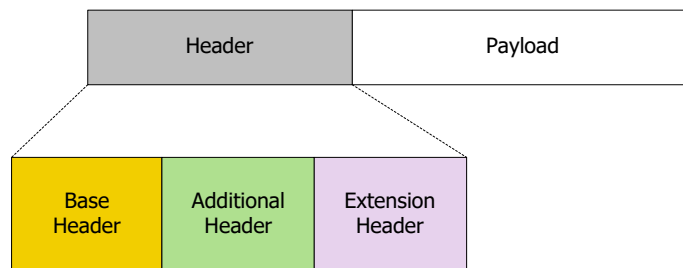 Header
Payload
Base
Header
Additional
Header
Extension
Header